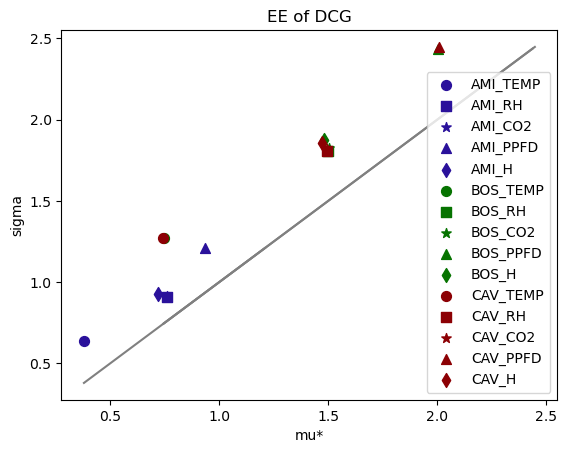 EE of DCG
2.5
2.0
1.5
1.0
0.5
sigma
0.5
1.0
1.5
2.0
2.5
mu*
AMI_TEMP
AMI_RH
AMI_CO2
AMI_PPFD
AMI_H
BOS_TEMP
BOS_RH
BOS_CO2
BOS_PPFD
BOS_H
CAV_TEMP
CAV_RH
CAV_CO2
CAV_PPFD
CAV_H